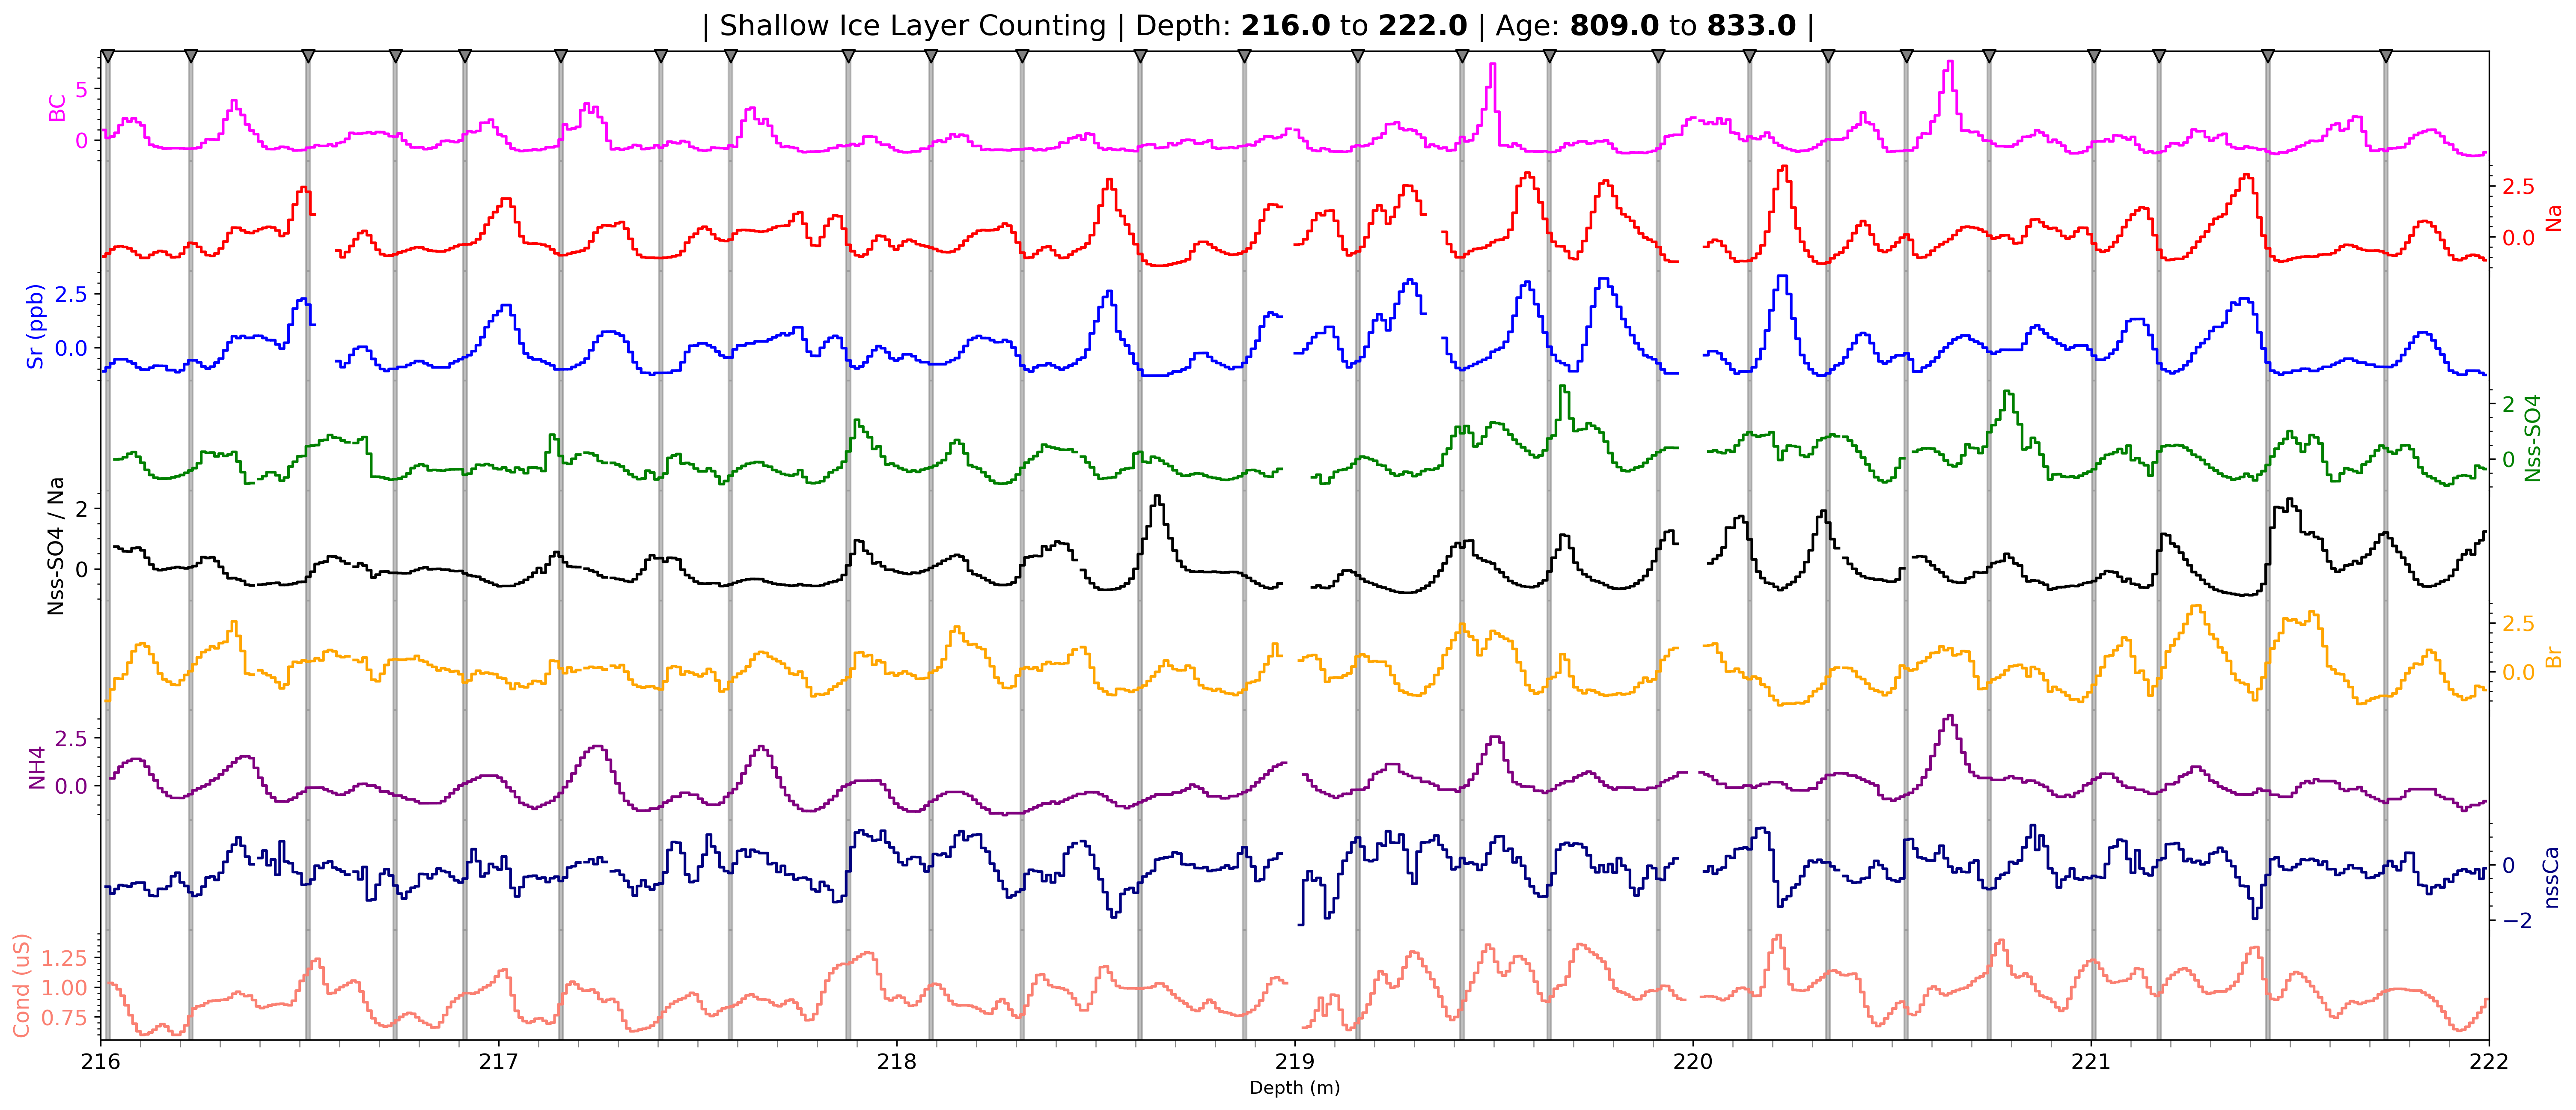 | Shallow Ice Layer Counting | Depth: 216.0 to 222.0 | Age: 809.0 to 833.0 |
BC
5
0
2.5
0.0
Na
Sr (ppb)
2.5
0.0
2
0
Nss-SO4
Nss-SO4 / Na
2
0
2.5
0.0
Br
NH4
2.5
0.0
0
−2
nssCa
Cond (uS)
1.25
1.00
0.75
216 217 218 219 220 221 222
Depth (m)